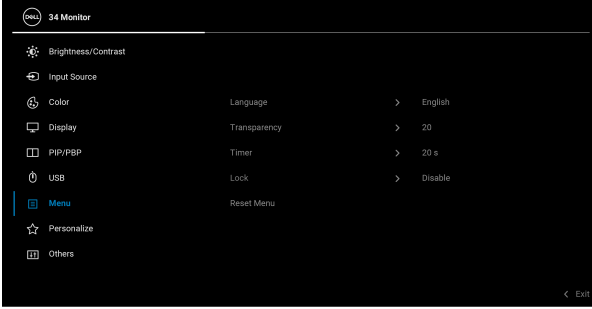 DELL 34 Monitor
Brightness/Contrast
Input Source
Color Language > English
Display Transparency > 20
PIP/PBP Timer > 20 s
USB Lock > Disable
Menu Reset Menu
Personalize
Others
< Exit